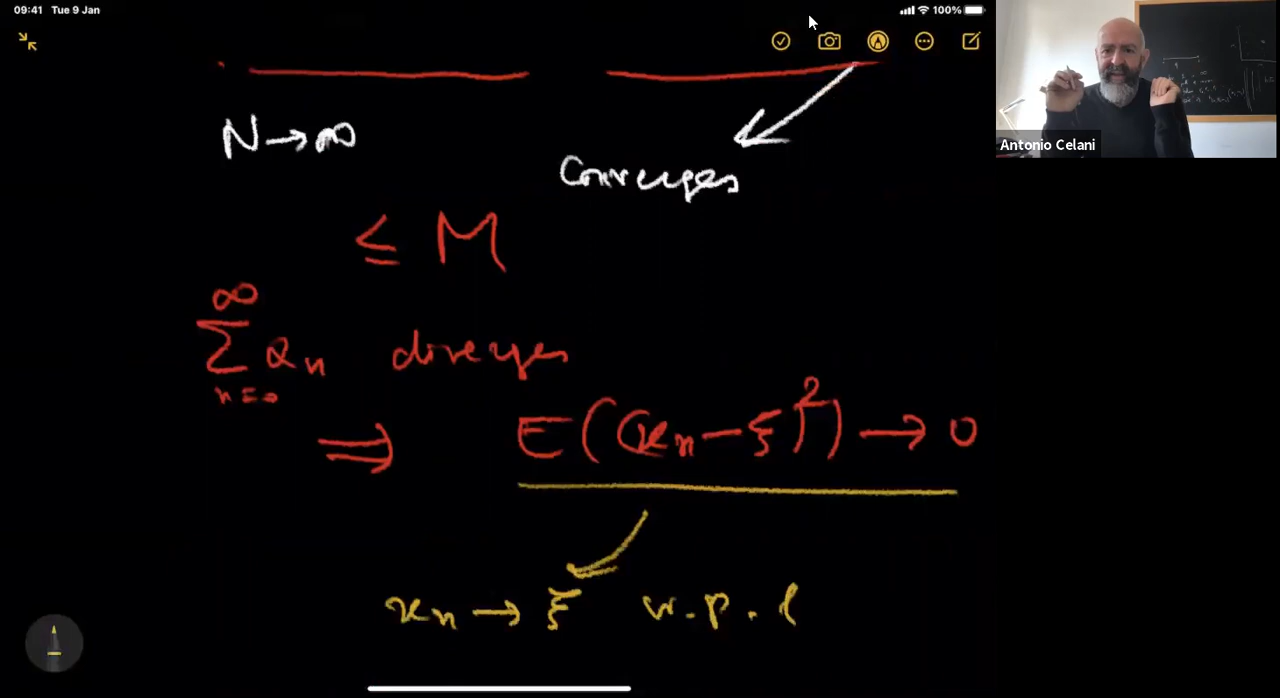 09:41 Tue 9 Jan
100%
Antonio Celani
N → ∞
Converges
≤ M
∞
∑ αn diverges
n=0
⇒ E((xn − ξ)²) → 0
xn → ξ w.p.1